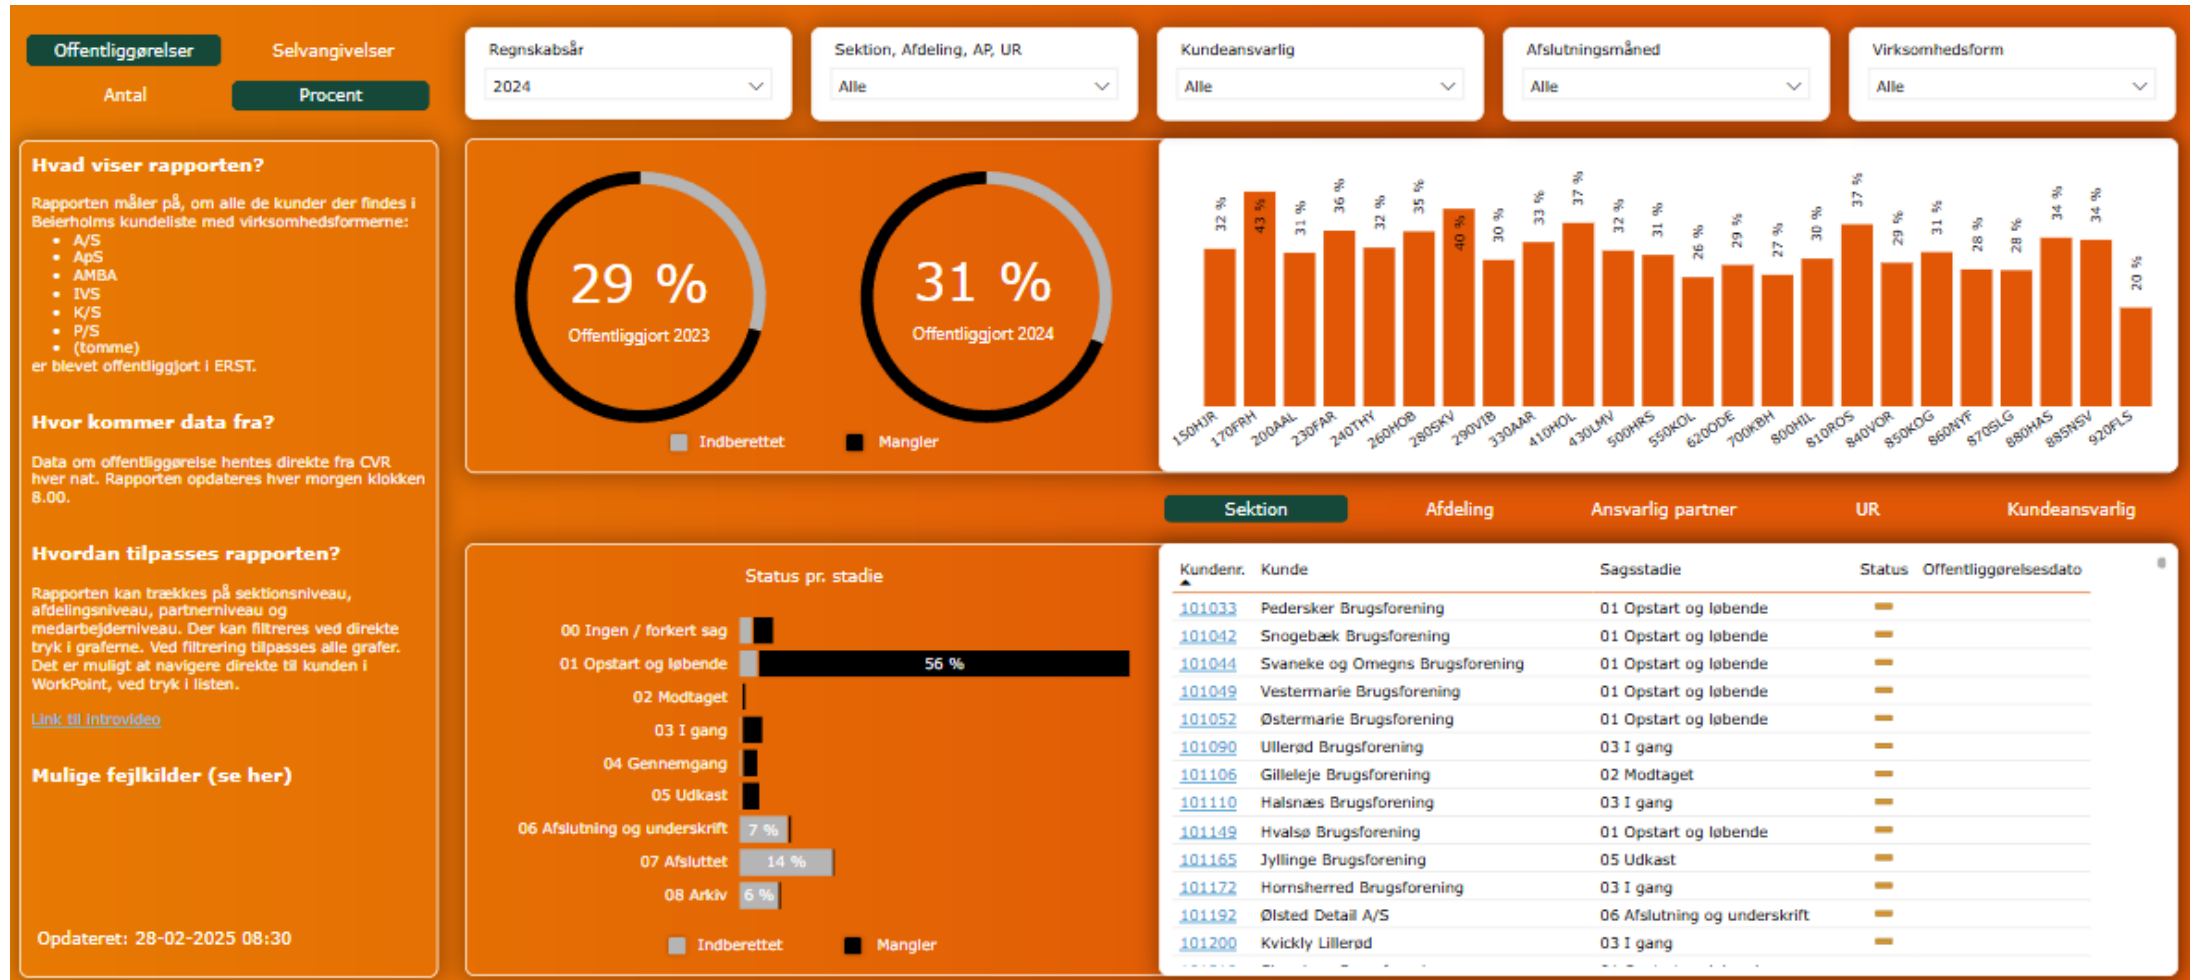 Offentliggørelser
Selvangivelser
Antal
Procent
Regnskabsår
2024
Sektion, Afdeling, AP, UR
Alle
Kundeansvarlig
Alle
Afslutningsmåned
Alle
Virksomhedsform
Alle
Hvad viser rapporten?
Rapporten måler på, om alle de kunder der findes i
Beierholms kundeliste med virksomhedsformerne:
• A/S
• ApS
• AMBA
• IVS
• K/S
• P/S
• (tomme)
er blevet offentliggjort i ERST.
Hvor kommer data fra?
Data om offentliggørelse hentes direkte fra CVR
hver nat. Rapporten opdateres hver morgen klokken
8.00.
Hvordan tilpasses rapporten?
Rapporten kan trækkes på sektionsniveau,
afdelingsniveau, partnerniveau og
medarbejderniveau. Der kan filtreres ved direkte
tryk i graferne. Ved filtrering tilpasses alle grafer.
Det er muligt at navigere direkte til kunden i
WorkPoint, ved tryk i listen.
Link til introvideo
Mulige fejlkilder (se her)
Opdateret: 28-02-2025 08:30
29 %
Offentliggjort 2023
31 %
Offentliggjort 2024
Indberettet
Mangler
32 %
43 %
31 %
36 %
32 %
35 %
40 %
30 %
33 %
37 %
32 %
31 %
26 %
29 %
27 %
30 %
37 %
29 %
31 %
28 %
28 %
34 %
34 %
20 %
150HJR
170FRH
200AAL
230FAR
240THY
260HOB
280SKV
290VIB
330AAR
410HOL
430LMV
500HRS
550KOL
620ODE
700KBH
800HIL
810ROS
840VOR
850KOG
860NYF
870SLG
880HAS
885NSV
920FLS
Sektion
Afdeling
Ansvarlig partner
UR
Kundeansvarlig
Status pr. stadie
00 Ingen / forkert sag
01 Opstart og løbende
56 %
02 Modtaget
03 I gang
04 Gennemgang
05 Udkast
06 Afslutning og underskrift
7 %
07 Afsluttet
14 %
08 Arkiv
6 %
Indberettet
Mangler
Kundenr. Kunde Sagsstadie Status Offentliggørelsesdato
101033 Pedersker Brugsforening 01 Opstart og løbende
101042 Snogebæk Brugsforening 01 Opstart og løbende
101044 Svaneke og Omegns Brugsforening 01 Opstart og løbende
101049 Vestermarie Brugsforening 01 Opstart og løbende
101052 Østermarie Brugsforening 01 Opstart og løbende
101090 Ullerød Brugsforening 03 I gang
101106 Gilleleje Brugsforening 02 Modtaget
101110 Halsnæs Brugsforening 03 I gang
101149 Hvalsø Brugsforening 01 Opstart og løbende
101165 Jyllinge Brugsforening 05 Udkast
101172 Hornsherred Brugsforening 03 I gang
101192 Ølsted Detail A/S 06 Afslutning og underskrift
101200 Kvickly Lillerød 03 I gang